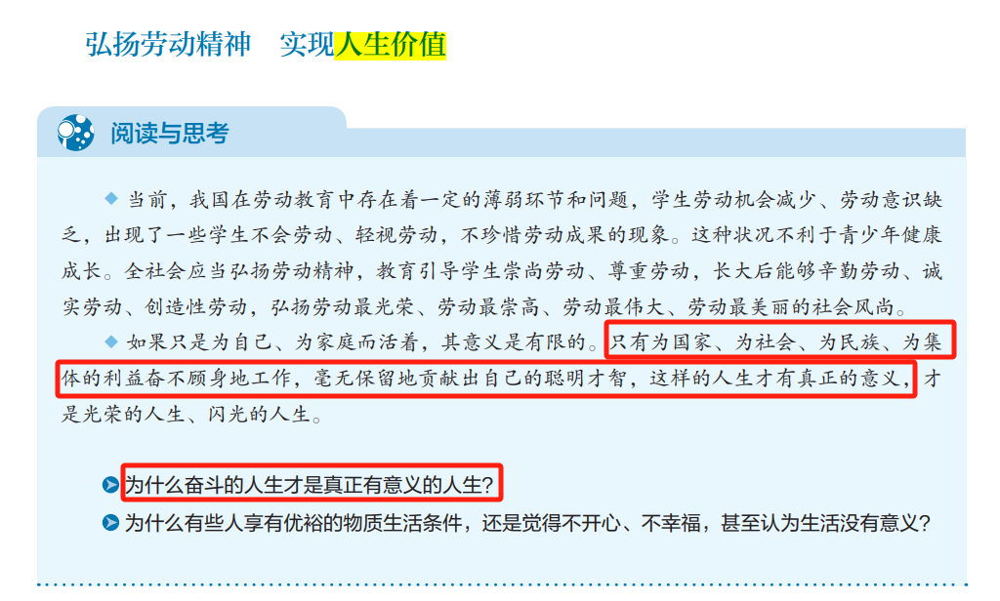 弘扬劳动精神　实现人生价值
阅读与思考
◆ 当前，我国在劳动教育中存在着一定的薄弱环节和问题，学生劳动机会减少、劳动意识缺
乏，出现了一些学生不会劳动、轻视劳动，不珍惜劳动成果的现象。这种状况不利于青少年健康
成长。全社会应当弘扬劳动精神，教育引导学生崇尚劳动、尊重劳动，长大后能够辛勤劳动、诚
实劳动、创造性劳动，弘扬劳动最光荣、劳动最崇高、劳动最伟大、劳动最美丽的社会风尚。
◆ 如果只是为自己、为家庭而活着，其意义是有限的。只有为国家、为社会、为民族、为集
体的利益奋不顾身地工作，毫无保留地贡献出自己的聪明才智，这样的人生才有真正的意义，才
是光荣的人生、闪光的人生。
为什么奋斗的人生才是真正有意义的人生？
为什么有些人享有优裕的物质生活条件，还是觉得不开心、不幸福，甚至认为生活没有意义？